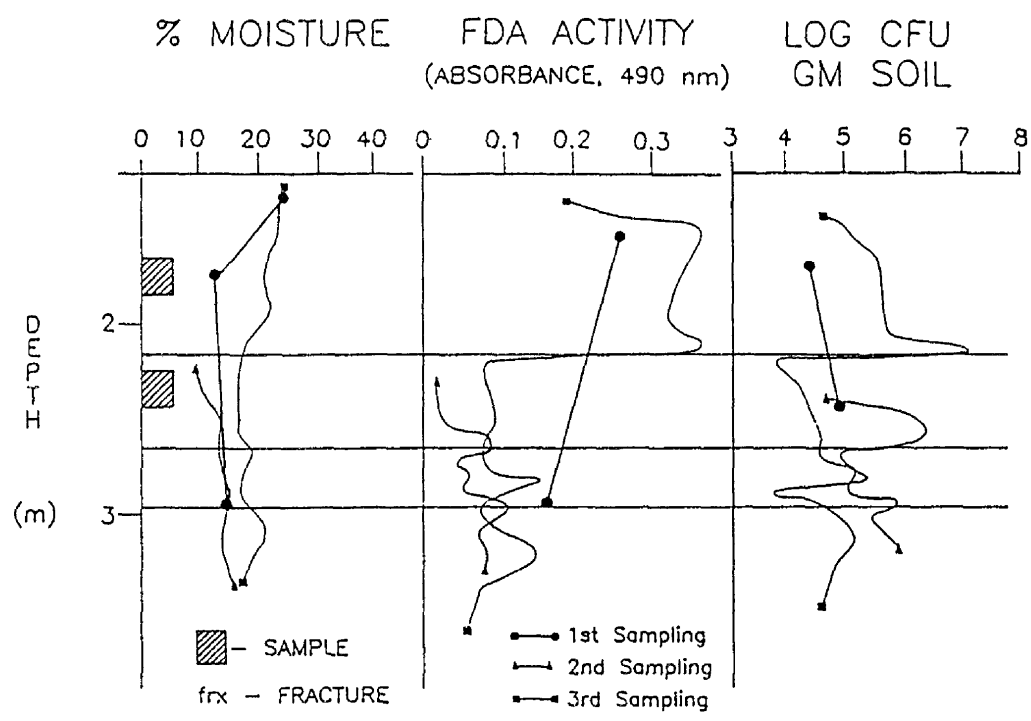 % MOISTURE
FDA ACTIVITY
(ABSORBANCE, 490 nm)
LOG CFU
GM SOIL
0 10 20 30 40
0 0.1 0.2 0.3
3 4 5 6 7 8
DEPTH
(m)
2
3
— SAMPLE
frx — FRACTURE
1st Sampling
2nd Sampling
3rd Sampling